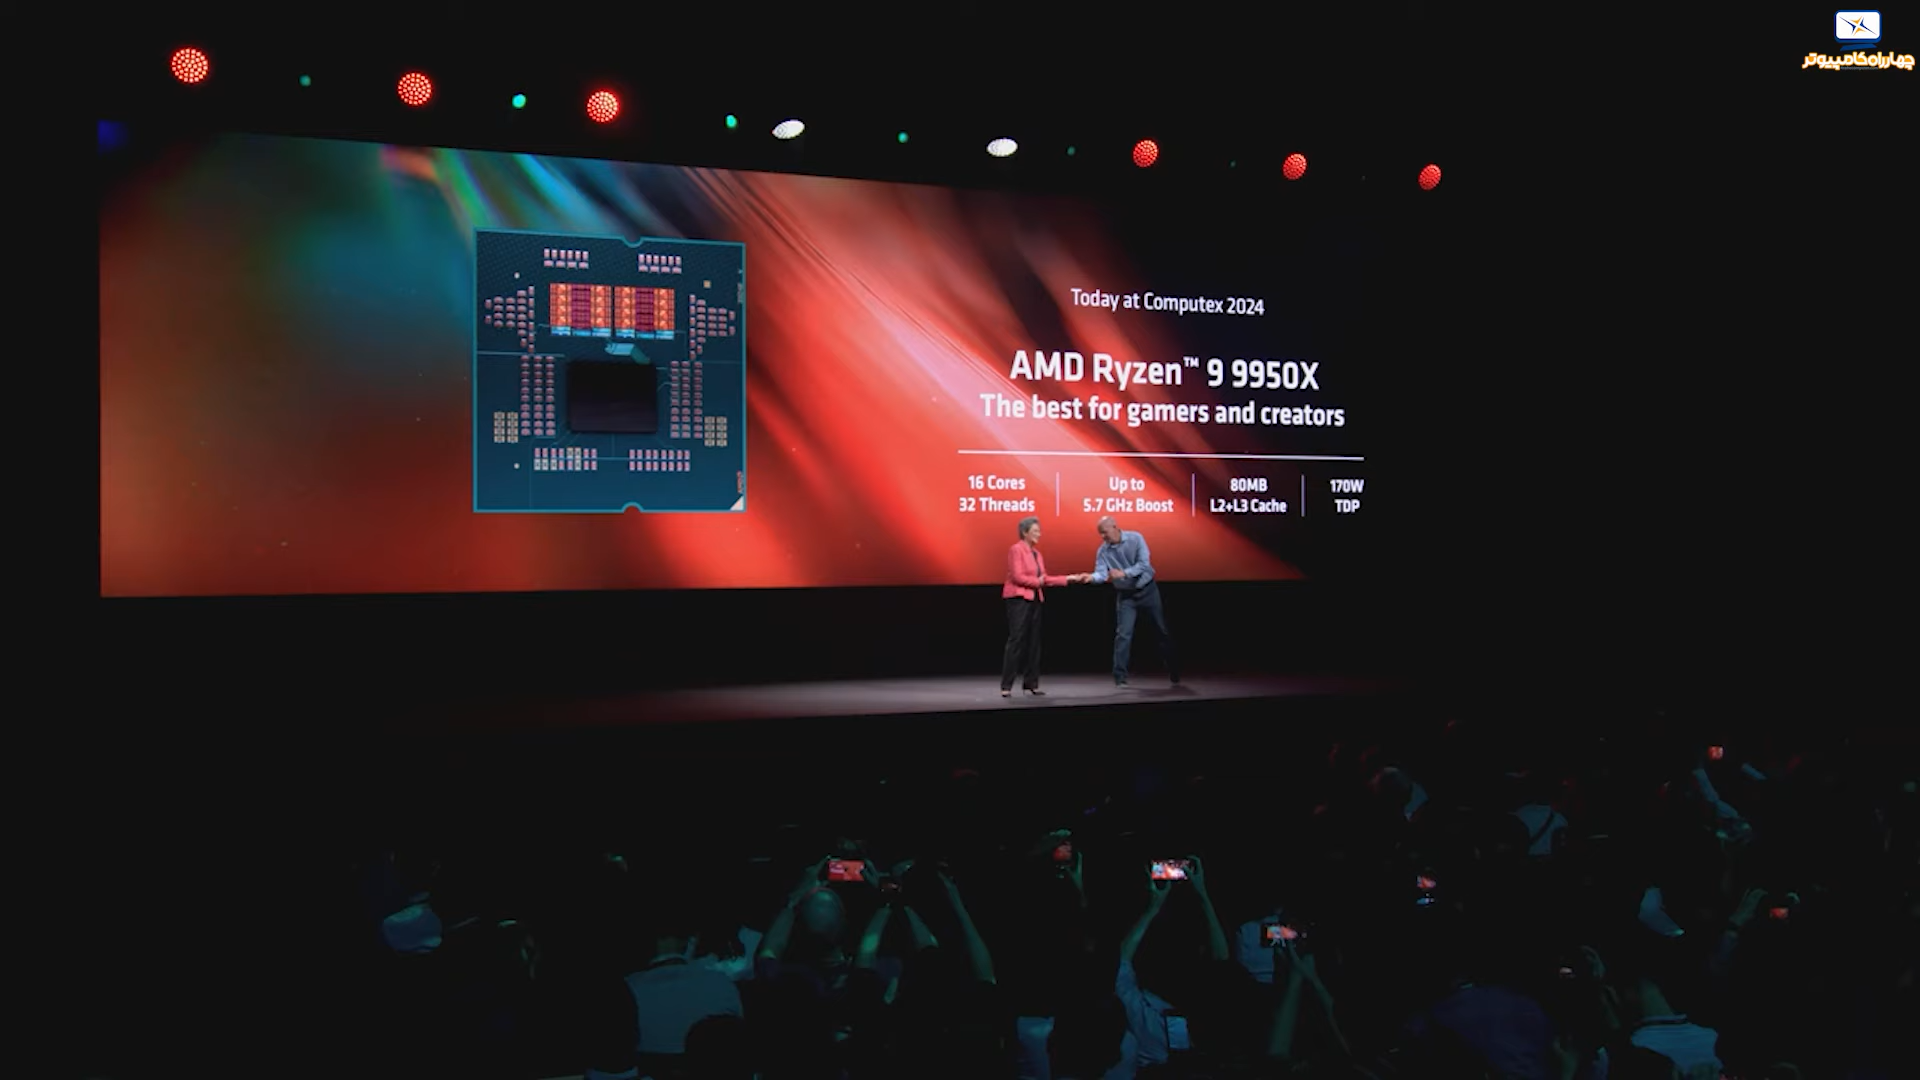 چهارراه کامپیوتر
Today at Computex 2024
AMD Ryzen™ 9 9950X
The best for gamers and creators
16 Cores
32 Threads
Up to
5.7 GHz Boost
80MB
L2+L3 Cache
170W
TDP